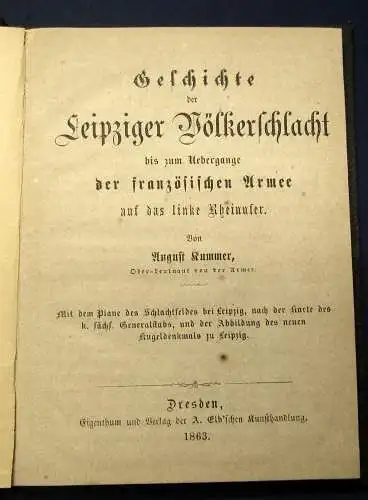 Geschichte
der
Leipziger Völkerschlacht
bis zum Uebergange
der französischen Armee
auf das linke Rheinufer.
Von
August Kummer,
Ober-Leutnant von der Armee.
Mit dem Plane des Schlachtfeldes bei Leipzig, nach der Karte des
k. sächs. Generalstabs, und der Abbildung des neuen
Kugeldenkmals zu Leipzig.
Dresden,
Eigenthum und Verlag der A. Elb'schen Kunsthandlung.
1863.